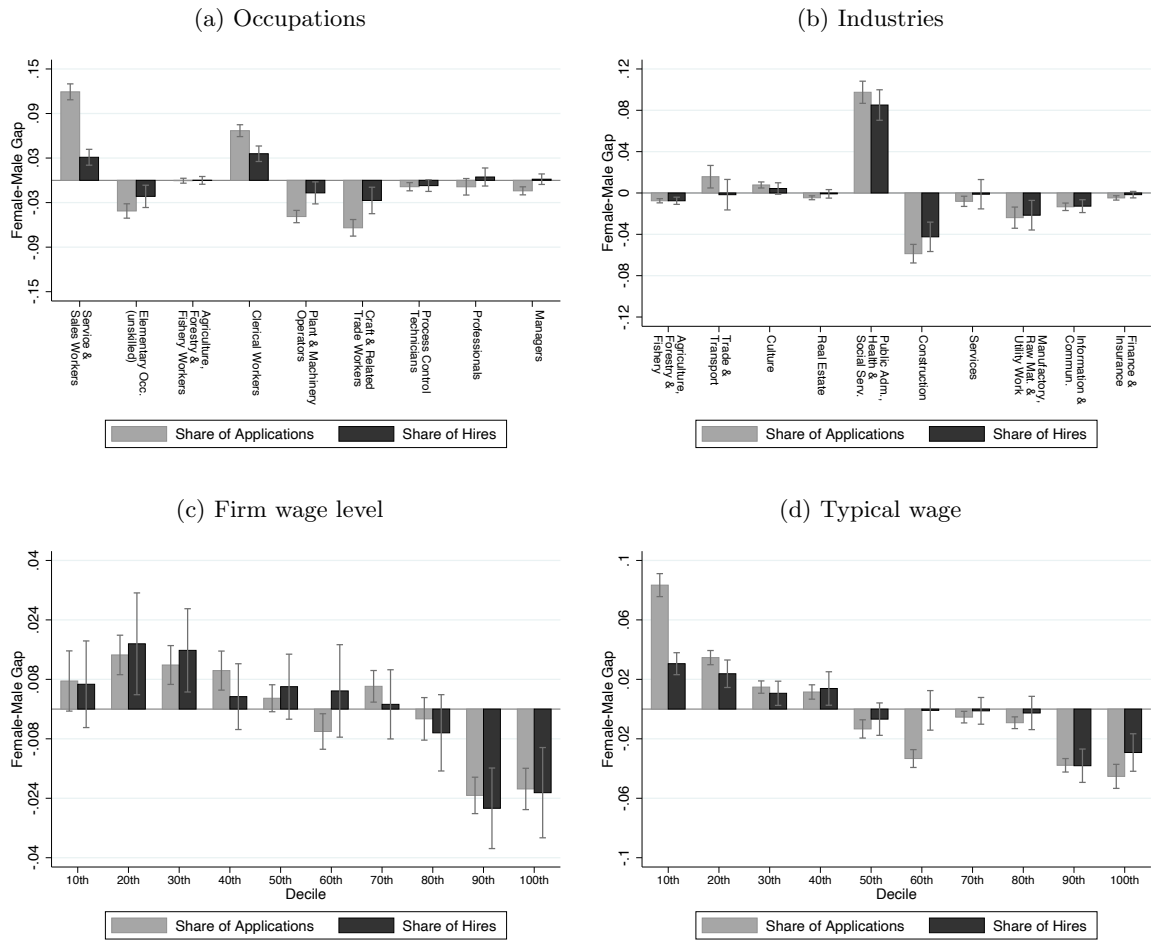 (a) Occupations
Female-Male Gap
.15
.09
.03
-.03
-.09
-.15
Service &
Sales Workers
Elementary Occ.
(unskilled)
Agriculture,
Forestry &
Fishery Workers
Clerical Workers
Plant & Machinery
Operators
Craft & Related
Trade Workers
Process Control
Technicians
Professionals
Managers
Share of Applications
Share of Hires
(b) Industries
Female-Male Gap
.12
.08
.04
0
-.04
-.08
-.12
Agriculture,
Forestry &
Fishery
Trade &
Transport
Culture
Real Estate
Public Adm.,
Health &
Social Serv.
Construction
Services
Manufactory,
Raw Mat. &
Utility Work
Information &
Commun.
Finance &
Insurance
Share of Applications
Share of Hires
(c) Firm wage level
Female-Male Gap
.04
.024
.008
-.008
-.024
-.04
10th 20th 30th 40th 50th 60th 70th 80th 90th 100th
Decile
Share of Applications
Share of Hires
(d) Typical wage
Female-Male Gap
.1
.06
.02
-.02
-.06
-.1
10th 20th 30th 40th 50th 60th 70th 80th 90th 100th
Decile
Share of Applications
Share of Hires